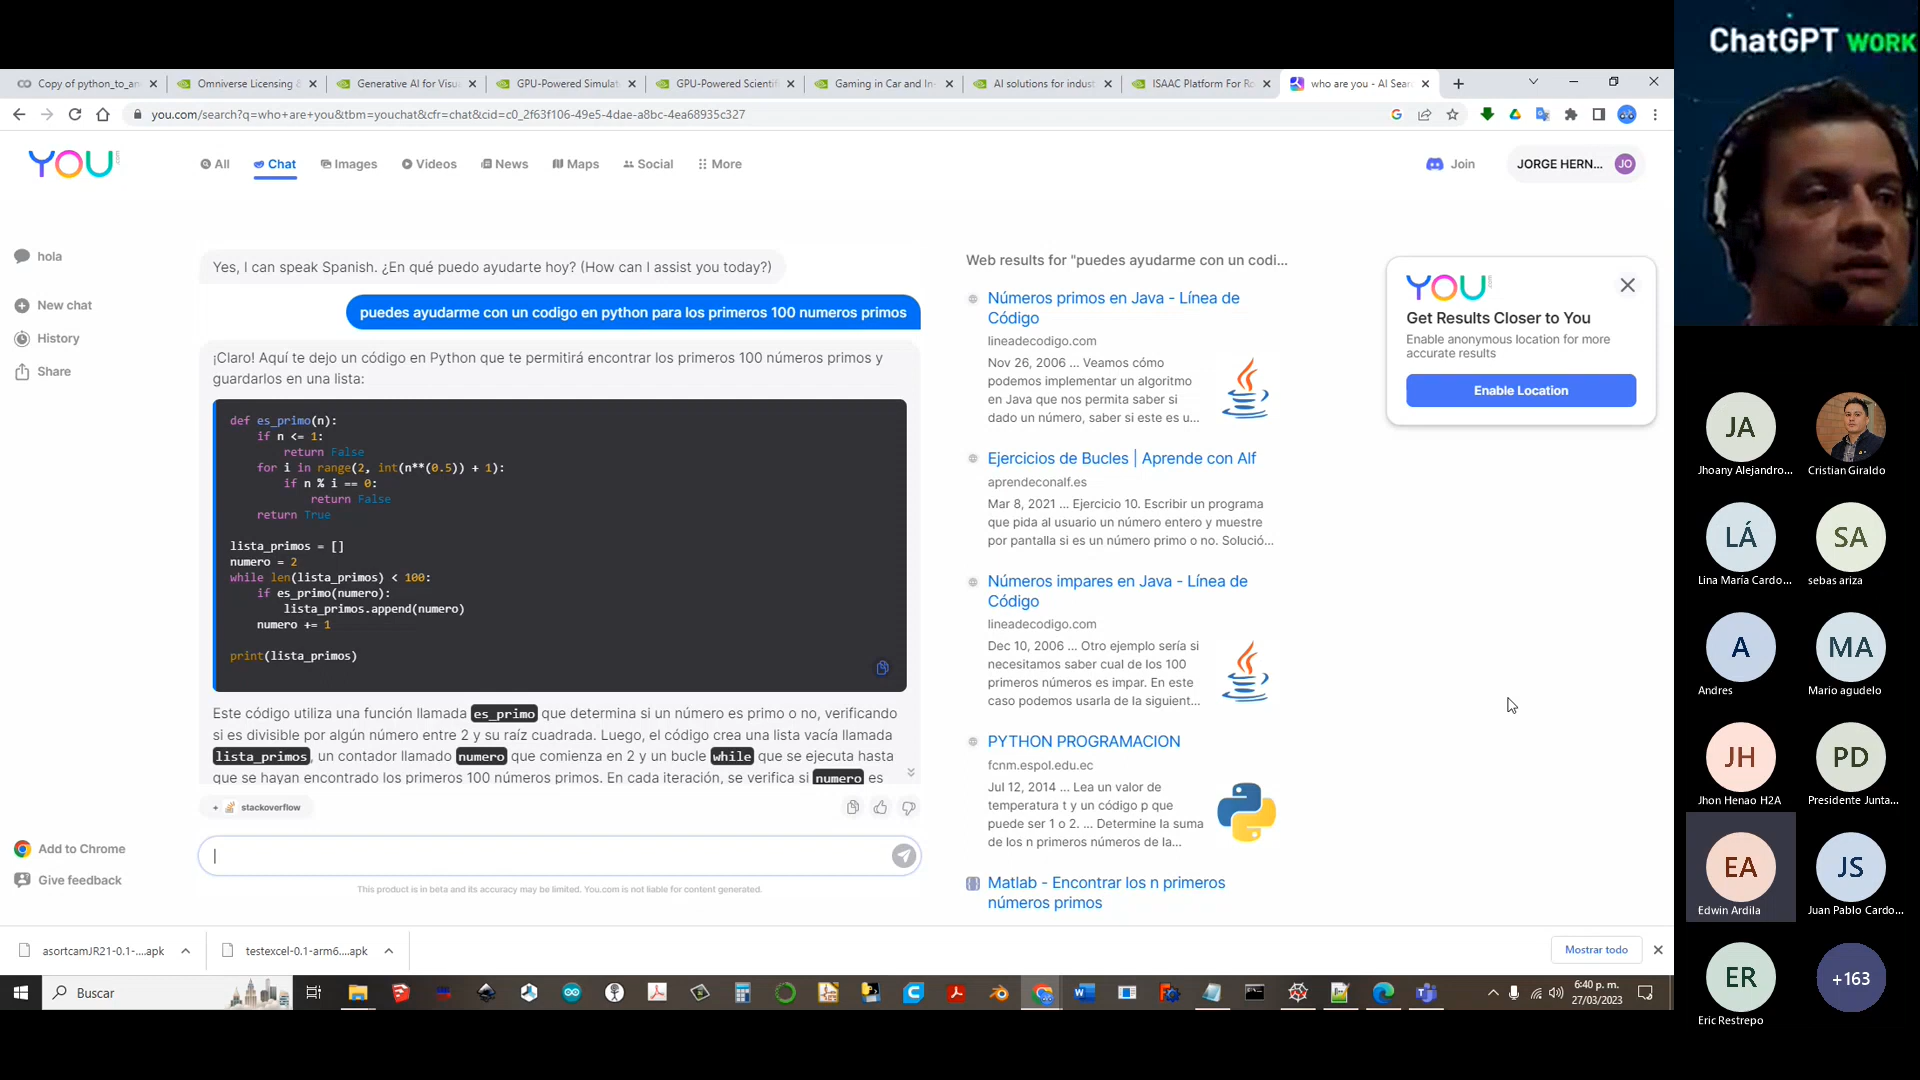 ChatGPT WORK
Copy of python_to_an
Omniverse Licensing &
Generative AI for Visu
GPU-Powered Simulat
GPU-Powered Scientifi
Gaming in Car and In-
AI solutions for indust
ISAAC Platform For Ro
who are you - AI Sear
you.com/search?q=who+are+you&tbm=youchat&cfr=chat&cid=c0_2f63f106-49e5-4dae-a8bc-4ea68935c327
YOU.com
All
Chat
Images
Videos
News
Maps
Social
More
Join
JORGE HERN...
JO
hola
New chat
History
Share
Yes, I can speak Spanish. ¿En qué puedo ayudarte hoy? (How can I assist you today?)
puedes ayudarme con un codigo en python para los primeros 100 numeros primos
¡Claro! Aquí te dejo un código en Python que te permitirá encontrar los primeros 100 números primos y
guardarlos en una lista:
def es_primo(n):
    if n <= 1:
        return False
    for i in range(2, int(n**(0.5)) + 1):
        if n % i == 0:
            return False
    return True
lista_primos = []
numero = 2
while len(lista_primos) < 100:
    if es_primo(numero):
        lista_primos.append(numero)
    numero += 1
print(lista_primos)
Este código utiliza una función llamada es_primo que determina si un número es primo o no, verificando
si es divisible por algún número entre 2 y su raíz cuadrada. Luego, el código crea una lista vacía llamada
lista_primos, un contador llamado numero que comienza en 2 y un bucle while que se ejecuta hasta
que se hayan encontrado los primeros 100 números primos. En cada iteración, se verifica si numero es
stackoverflow
This product is in beta and its accuracy may be limited. You.com is not liable for content generated.
Add to Chrome
Give feedback
Web results for "puedes ayudarme con un codi...
Números primos en Java - Línea de
Código
lineadecodigo.com
Nov 26, 2006 ... Veamos cómo
podemos implementar un algoritmo
en Java que nos permita saber si
dado un número, saber si este es u...
Ejercicios de Bucles | Aprende con Alf
aprendeconalf.es
Mar 8, 2021 ... Ejercicio 10. Escribir un programa
que pida al usuario un número entero y muestre
por pantalla si es un número primo o no. Solució...
Números impares en Java - Línea de
Código
lineadecodigo.com
Dec 10, 2006 ... Otro ejemplo sería si
necesitamos saber cual de los 100
primeros números es impar. En este
caso podemos usarla de la siguient...
PYTHON PROGRAMACION
fcnm.espol.edu.ec
Jul 12, 2014 ... Lea un valor de
temperatura t y un código p que
puede ser 1 o 2. ... Determine la suma
de los n primeros números de la...
Matlab - Encontrar los n primeros
números primos
YOU.com
Get Results Closer to You
Enable anonymous location for more
accurate results
Enable Location
asortcamJR21-0.1-....apk
testexcel-0.1-arm6....apk
Mostrar todo
Buscar
6:40 p. m.
27/03/2023
JA
Jhoany Alejandro...
Cristian Giraldo
LÁ
Lina María Cardo...
SA
sebas ariza
A
Andres
MA
Mario agudelo
JH
Jhon Henao H2A
PD
Presidente Junta...
EA
Edwin Ardila
JS
Juan Pablo Cardo...
ER
Eric Restrepo
+163